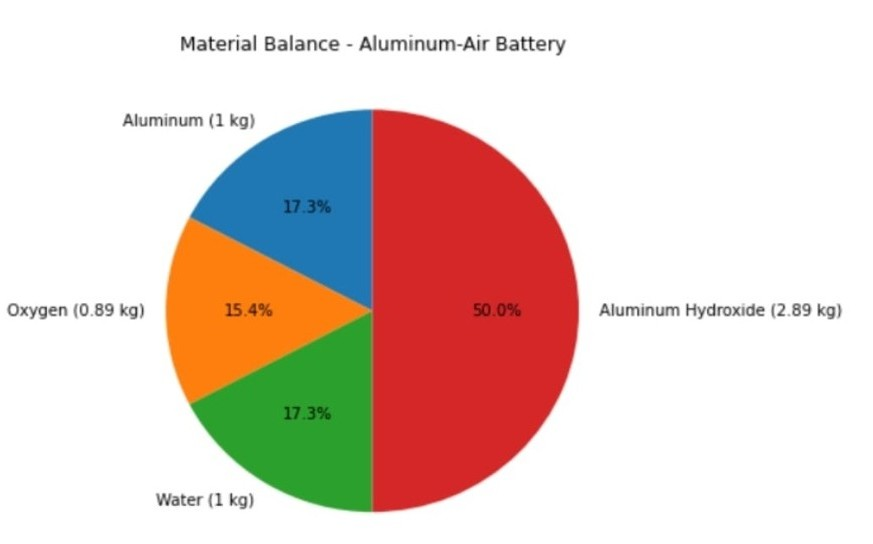 Material Balance - Aluminum-Air Battery
Aluminum (1 kg)
17.3%
Oxygen (0.89 kg)
15.4%
50.0%
Aluminum Hydroxide (2.89 kg)
17.3%
Water (1 kg)